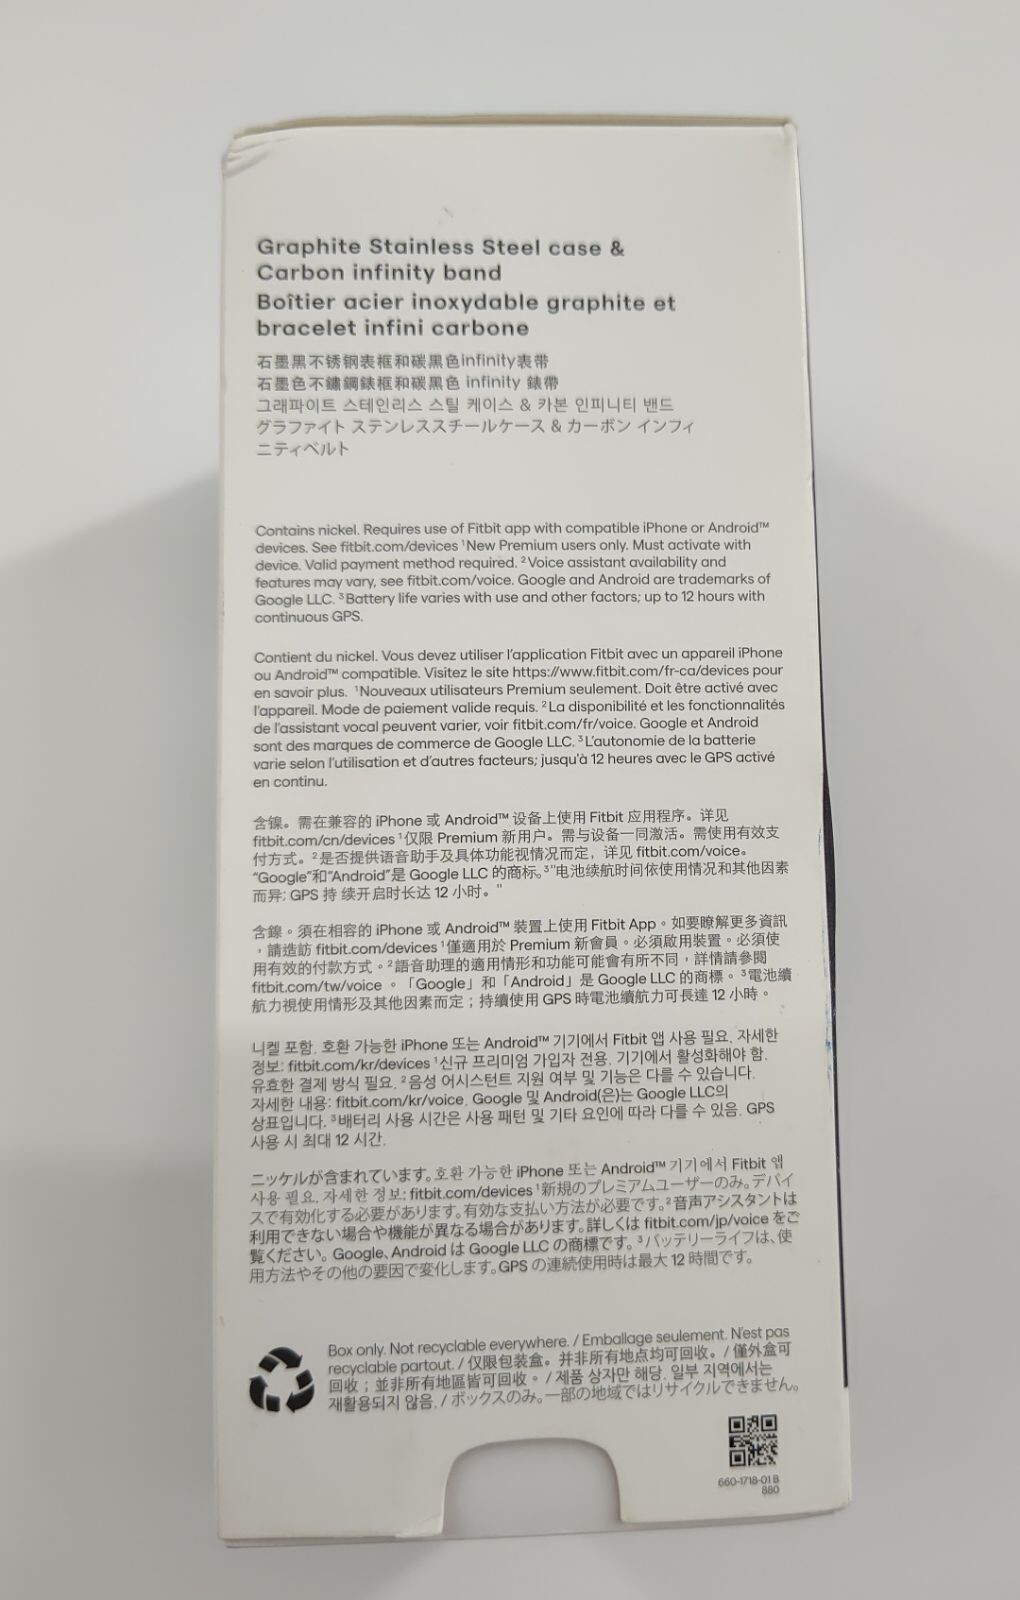 Graphite Stainless Steel case &
Carbon infinity band
Boîtier acier inoxydable graphite et
bracelet infini carbone
石墨黑不锈钢表框和碳黑色infinity表带
石墨色不鏽鋼錶框和碳黑色 infinity 錶帶
그래파이트 스테인리스 스틸 케이스 & 카본 인피니티 밴드
グラファイト ステンレススチールケース & カーボン インフィ
ニティベルト
Contains nickel. Requires use of Fitbit app with compatible iPhone or Android™
devices. See fitbit.com/devices ¹New Premium users only. Must activate with
device. Valid payment method required. ²Voice assistant availability and
features may vary, see fitbit.com/voice. Google and Android are trademarks of
Google LLC. ³Battery life varies with use and other factors; up to 12 hours with
continuous GPS.
Contient du nickel. Vous devez utiliser l'application Fitbit avec un appareil iPhone
ou Android™ compatible. Visitez le site https://www.fitbit.com/fr-ca/devices pour
en savoir plus. ¹Nouveaux utilisateurs Premium seulement. Doit être activé avec
l'appareil. Mode de paiement valide requis. ²La disponibilité et les fonctionnalités
de l'assistant vocal peuvent varier, voir fitbit.com/fr/voice. Google et Android
sont des marques de commerce de Google LLC. ³L'autonomie de la batterie
varie selon l'utilisation et d'autres facteurs; jusqu'à 12 heures avec le GPS activé
en continu.
含镍。需在兼容的 iPhone 或 Android™ 设备上使用 Fitbit 应用程序。详见
fitbit.com/cn/devices ¹仅限 Premium 新用户。需与设备一同激活。需使用有效支
付方式。²是否提供语音助手及具体功能视情况而定，详见 fitbit.com/voice。
"Google"和"Android"是 Google LLC 的商标。³"电池续航时间依使用情况和其他因素
而异; GPS 持 续开启时长达 12 小时。"
含鎳。須在相容的 iPhone 或 Android™ 裝置上使用 Fitbit App。如要瞭解更多資訊
，請造訪 fitbit.com/devices ¹僅適用於 Premium 新會員。必須啟用裝置。必須使
用有效的付款方式。²語音助理的適用情形和功能可能會有所不同，詳情請參閱
fitbit.com/tw/voice 。「Google」和「Android」是 Google LLC 的商標。³電池續
航力視使用情形及其他因素而定；持續使用 GPS 時電池續航力可長達 12 小時。
니켈 포함. 호환 가능한 iPhone 또는 Android™ 기기에서 Fitbit 앱 사용 필요. 자세한
정보: fitbit.com/kr/devices ¹신규 프리미엄 가입자 전용. 기기에서 활성화해야 함.
유효한 결제 방식 필요. ²음성 어시스턴트 지원 여부 및 기능은 다를 수 있습니다.
자세한 내용: fitbit.com/kr/voice. Google 및 Android(은)는 Google LLC의
상표입니다. ³배터리 사용 시간은 사용 패턴 및 기타 요인에 따라 다를 수 있음. GPS
사용 시 최대 12 시간.
ニッケルが含まれています。호환 가능한 iPhone 또는 Android™ 기기에서 Fitbit 앱
사용 필요. 자세한 정보: fitbit.com/devices ¹新規のプレミアムユーザーのみ。デバイ
スで有効化する必要があります。有効な支払い方法が必要です。²音声アシスタントは
利用できない場合や機能が異なる場合があります。詳しくは fitbit.com/jp/voice をご
覧ください。Google、Android は Google LLC の商標です。³バッテリーライフは、使
用方法やその他の要因で変化します。GPS の連続使用時は最大 12 時間です。
Box only. Not recyclable everywhere. / Emballage seulement. N'est pas
recyclable partout. / 仅限包装盒。并非所有地点均可回收。/ 僅外盒可
回收；並非所有地區皆可回收。/ 제품 상자만 해당. 일부 지역에서는
재활용되지 않음. / ボックスのみ。一部の地域ではリサイクルできません。
660-1718-01 B
880